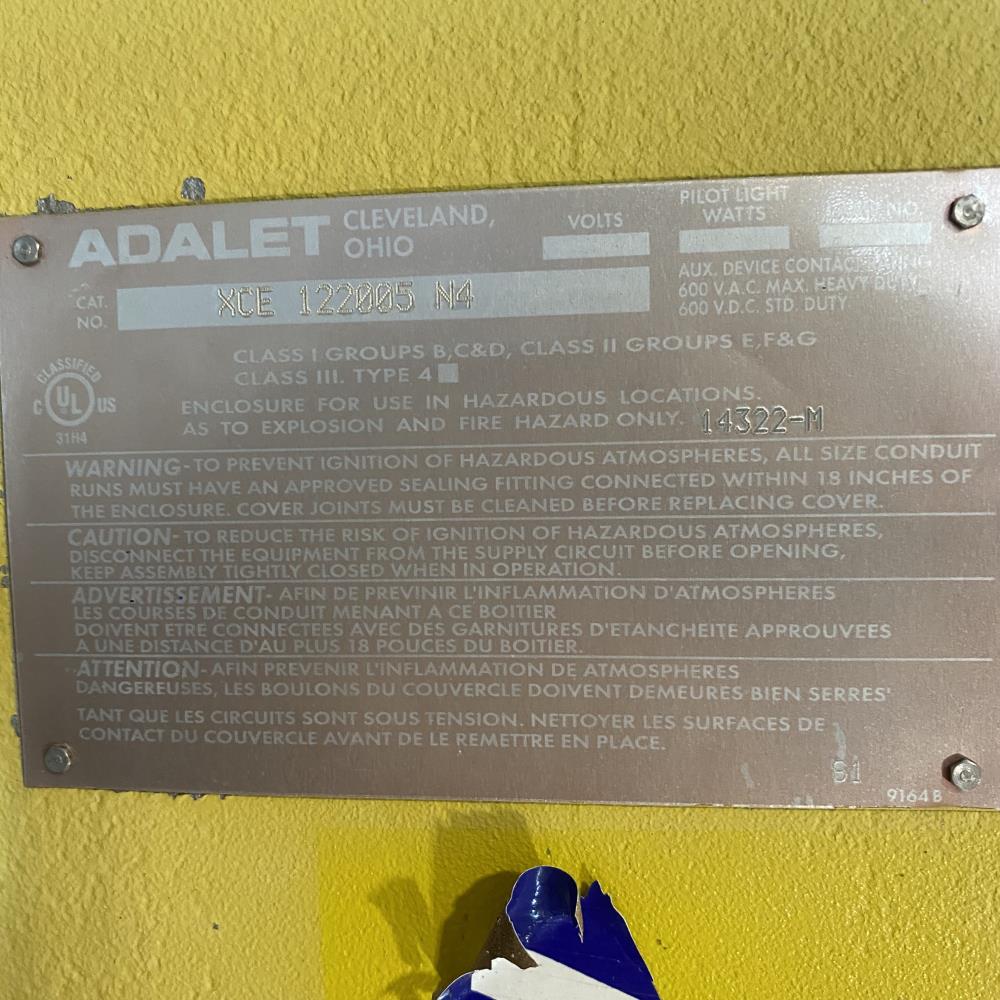 ADALET CLEVELAND, OHIO
VOLTS
PILOT LIGHT WATTS
NO.
CAT. NO. XCE 122005 N4
AUX. DEVICE
600 V.A.C. MAX. HEAVY DUTY
600 V.D.C. STD. DUTY
CLASS I GROUPS B,C&D, CLASS II GROUPS E,F&G
CLASS III. TYPE 4
CLASSIFIED
C UL US
31H4
ENCLOSURE FOR USE IN HAZARDOUS LOCATIONS.
AS TO EXPLOSION AND FIRE HAZARD ONLY. 14322-M
WARNING-TO PREVENT IGNITION OF HAZARDOUS ATMOSPHERES, ALL SIZE CONDUIT
RUNS MUST HAVE AN APPROVED SEALING FITTING CONNECTED WITHIN 18 INCHES OF
THE ENCLOSURE. COVER JOINTS MUST BE CLEANED BEFORE REPLACING COVER.
CAUTION-TO REDUCE THE RISK OF IGNITION OF HAZARDOUS ATMOSPHERES,
DISCONNECT THE EQUIPMENT FROM THE SUPPLY CIRCUIT BEFORE OPENING,
KEEP ASSEMBLY TIGHTLY CLOSED WHEN IN OPERATION.
ADVERTISSEMENT-AFIN DE PREVINIR L'INFLAMMATION D'ATMOSPHERES
LES COURSES DE CONDUIT MENANT A CE BOITIER
DOIVENT ETRE CONNECTEES AVEC DES GARNITURES D'ETANCHEITE APPROUVEES
A UNE DISTANCE D'AU PLUS 18 POUCES DU BOITIER.
ATTENTION-AFIN PREVENIR L'INFLAMMATION DE ATMOSPHERES
DANGEREUSES, LES BOULONS DU COUVERCLE DOIVENT DEMEURES BIEN SERRES'
TANT QUE LES CIRCUITS SONT SOUS TENSION. NETTOYER LES SURFACES DE
CONTACT DU COUVERCLE AVANT DE LE REMETTRE EN PLACE.
S1
9164 B